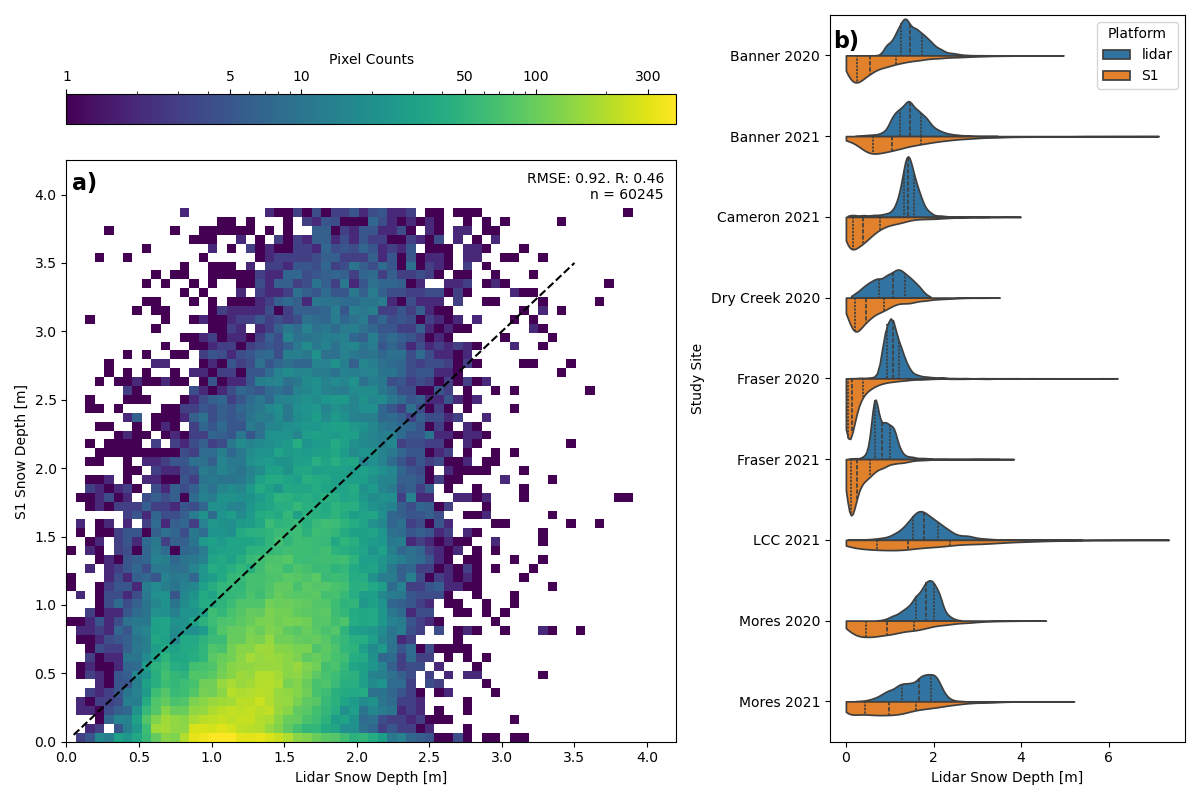 Pixel Counts
1 5 10 50 100 300
a)
RMSE: 0.92. R: 0.46
n = 60245
4.0
3.5
3.0
2.5
2.0
1.5
1.0
0.5
0.0
S1 Snow Depth [m]
0.0 0.5 1.0 1.5 2.0 2.5 3.0 3.5 4.0
Lidar Snow Depth [m]
b)
Platform
lidar
S1
Study Site
Banner 2020
Banner 2021
Cameron 2021
Dry Creek 2020
Fraser 2020
Fraser 2021
LCC 2021
Mores 2020
Mores 2021
0 2 4 6
Lidar Snow Depth [m]